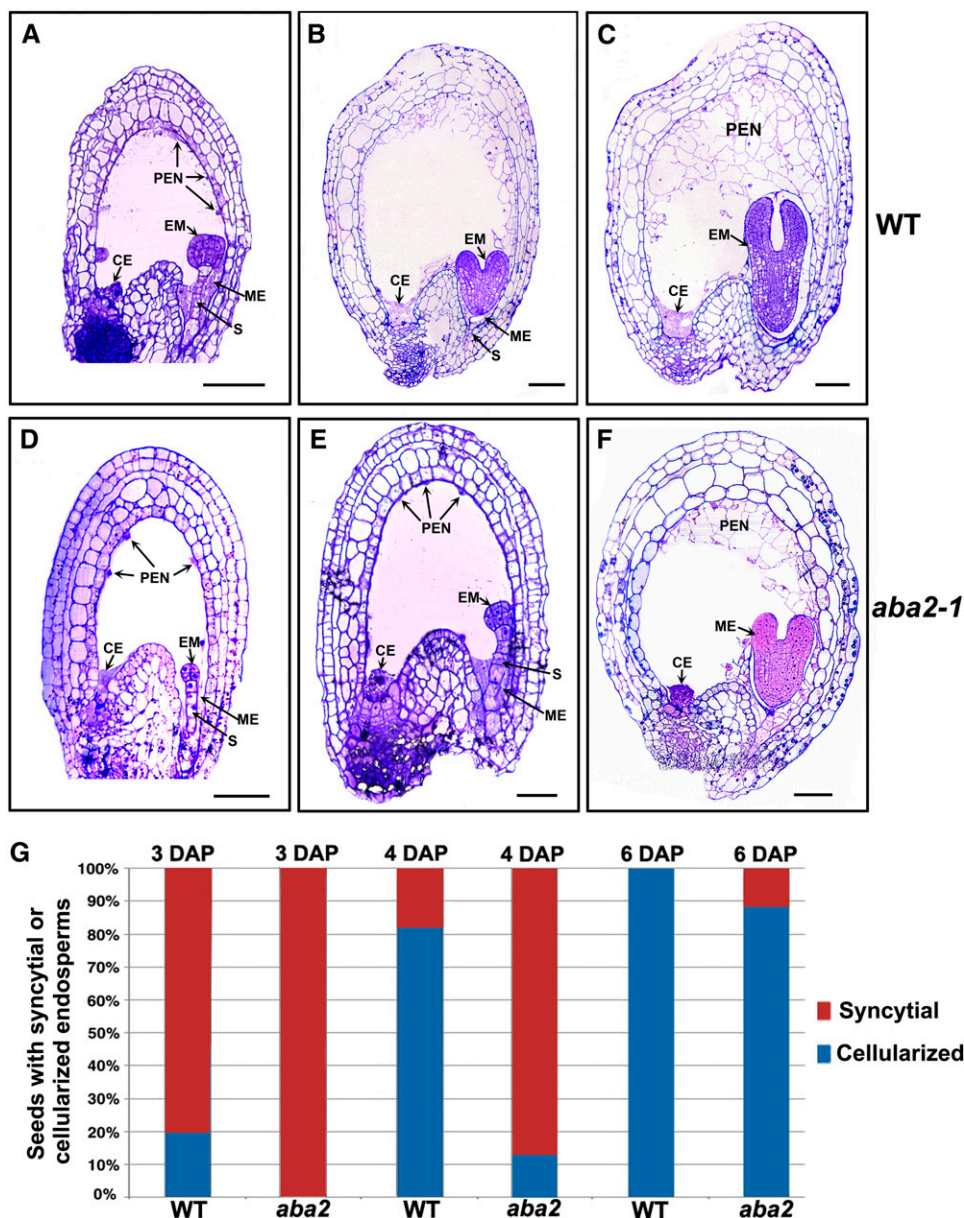 A
PEN
EM
CE
ME
S
B
EM
CE
ME
S
C
PEN
EM
CE
WT
D
PEN
CE
EM
ME
S
E
PEN
EM
CE
S
ME
F
PEN
ME
CE
aba2-1
G
3 DAP 3 DAP 4 DAP 4 DAP 6 DAP 6 DAP
Seeds with syncytial or
cellularized endosperms
100%
90%
80%
70%
60%
50%
40%
30%
20%
10%
0%
WT aba2 WT aba2 WT aba2
Syncytial
Cellularized